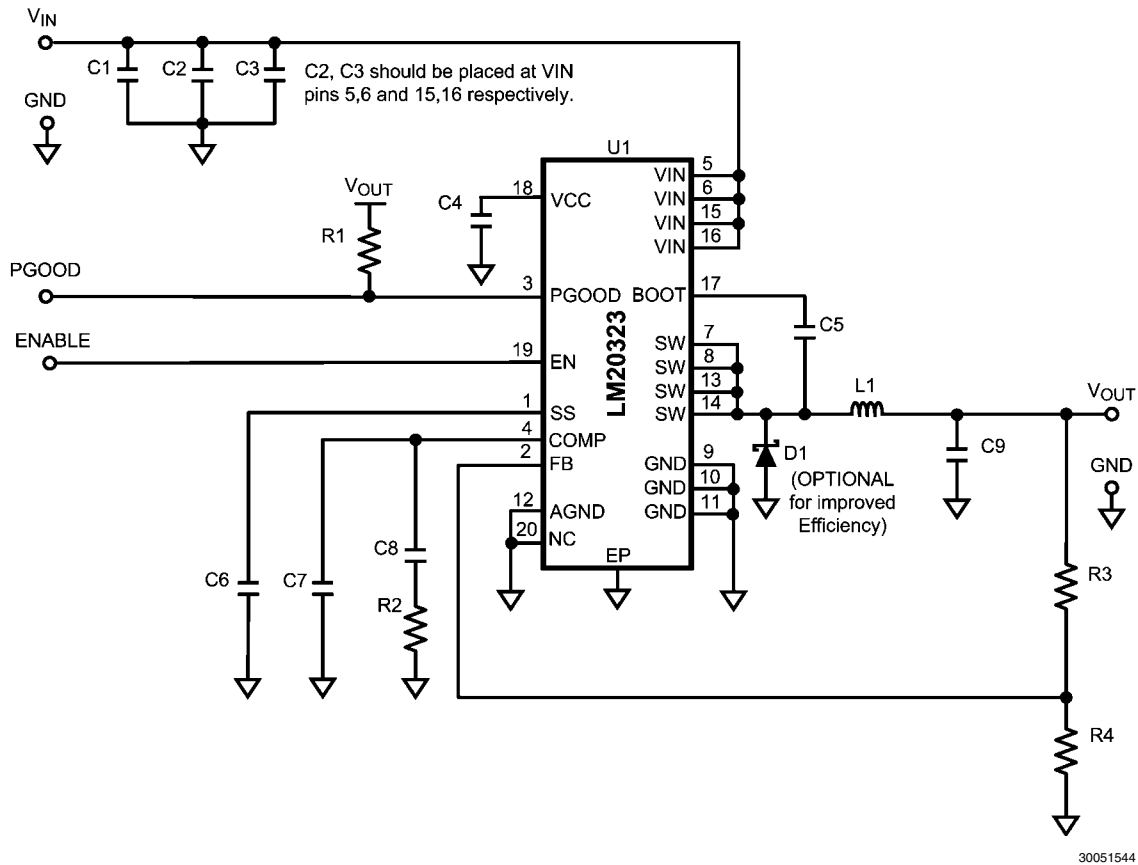 VIN
C1
C2
C3
C2, C3 should be placed at VIN
pins 5,6 and 15,16 respectively.
GND
U1
VOUT
18
VCC
C4
R1
VIN
5
VIN
6
VIN
15
VIN
16
PGOOD
3
PGOOD
BOOT
17
C5
ENABLE
19
EN
LM20323
SW
7
SW
8
SW
13
SW
14
L1
VOUT
1
SS
4
COMP
2
FB
GND
9
GND
10
GND
11
D1
(OPTIONAL
for improved
Efficiency)
C9
GND
12
AGND
20
NC
EP
C8
C6
C7
R2
R3
R4
30051544